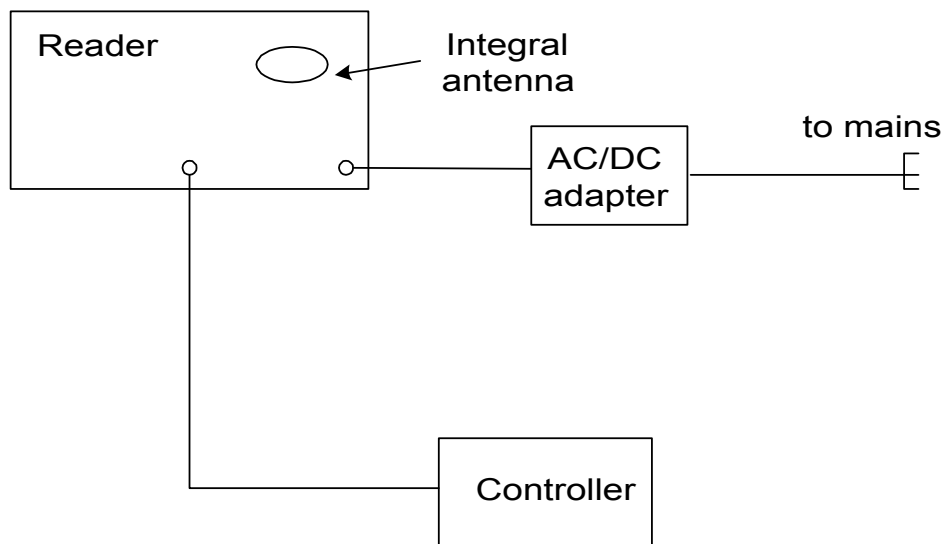 Reader
Integral
antenna
to mains
AC/DC
adapter
Controller